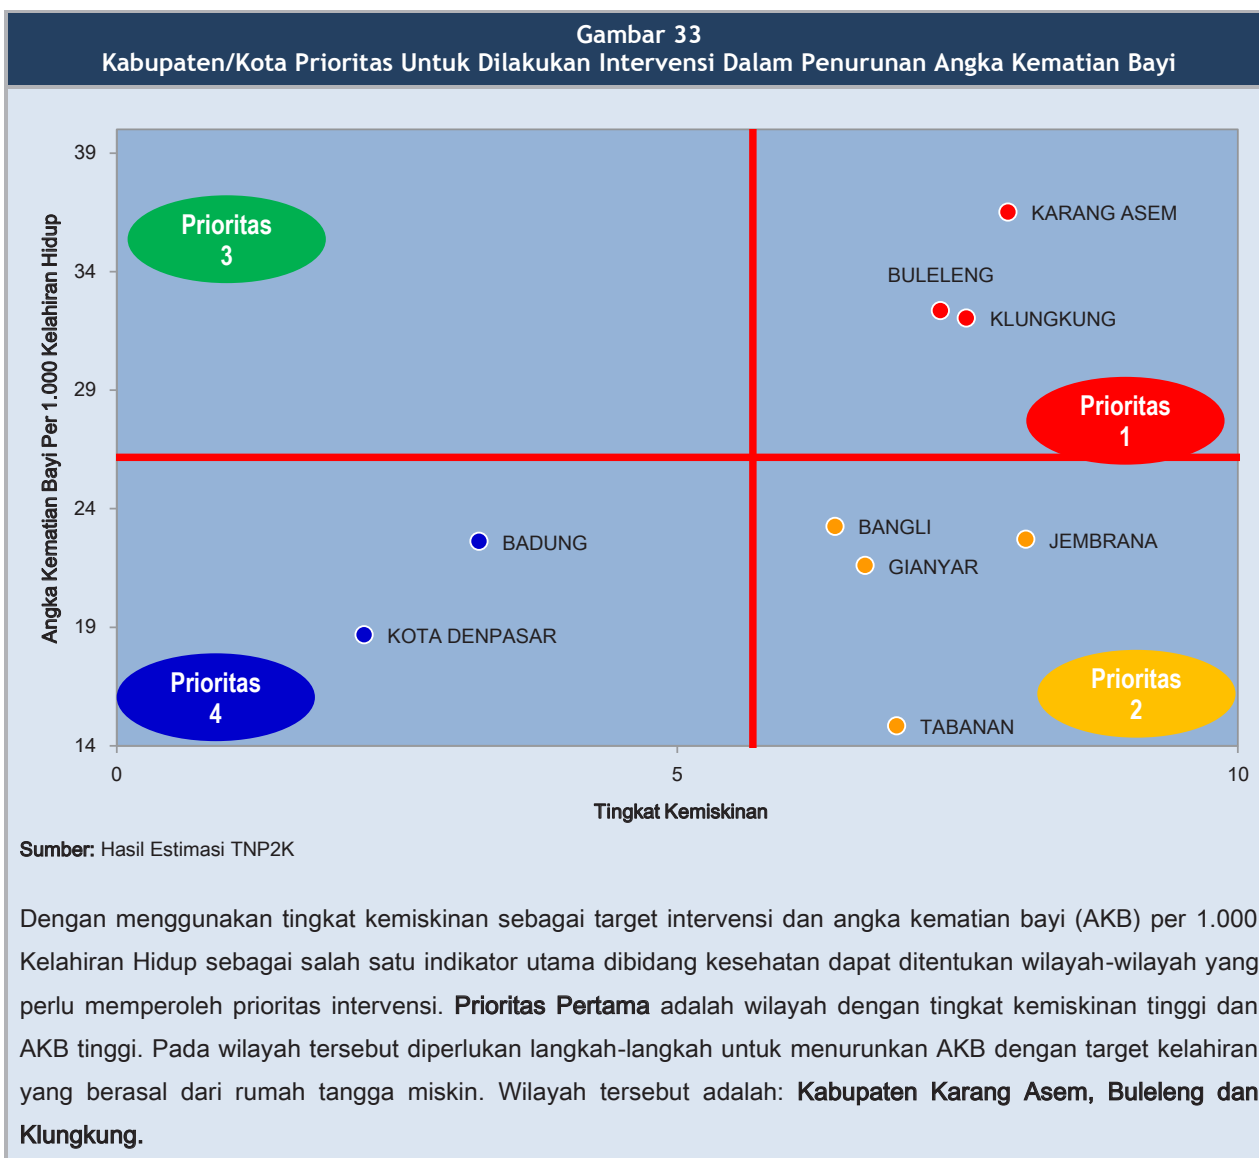 Gambar 33
Kabupaten/Kota Prioritas Untuk Dilakukan Intervensi Dalam Penurunan Angka Kematian Bayi
Angka Kematian Bayi Per 1.000 Kelahiran Hidup
39
34
29
24
19
14
Prioritas
3
KARANG ASEM
BULELENG
KLUNGKUNG
Prioritas
1
BADUNG
BANGLI
JEMBRANA
GIANYAR
KOTA DENPASAR
Prioritas
4
Prioritas
2
TABANAN
0
5
10
Tingkat Kemiskinan
Sumber: Hasil Estimasi TNP2K
Dengan menggunakan tingkat kemiskinan sebagai target intervensi dan angka kematian bayi (AKB) per 1.000
Kelahiran Hidup sebagai salah satu indikator utama dibidang kesehatan dapat ditentukan wilayah-wilayah yang
perlu memperoleh prioritas intervensi. Prioritas Pertama adalah wilayah dengan tingkat kemiskinan tinggi dan
AKB tinggi. Pada wilayah tersebut diperlukan langkah-langkah untuk menurunkan AKB dengan target kelahiran
yang berasal dari rumah tangga miskin. Wilayah tersebut adalah: Kabupaten Karang Asem, Buleleng dan
Klungkung.